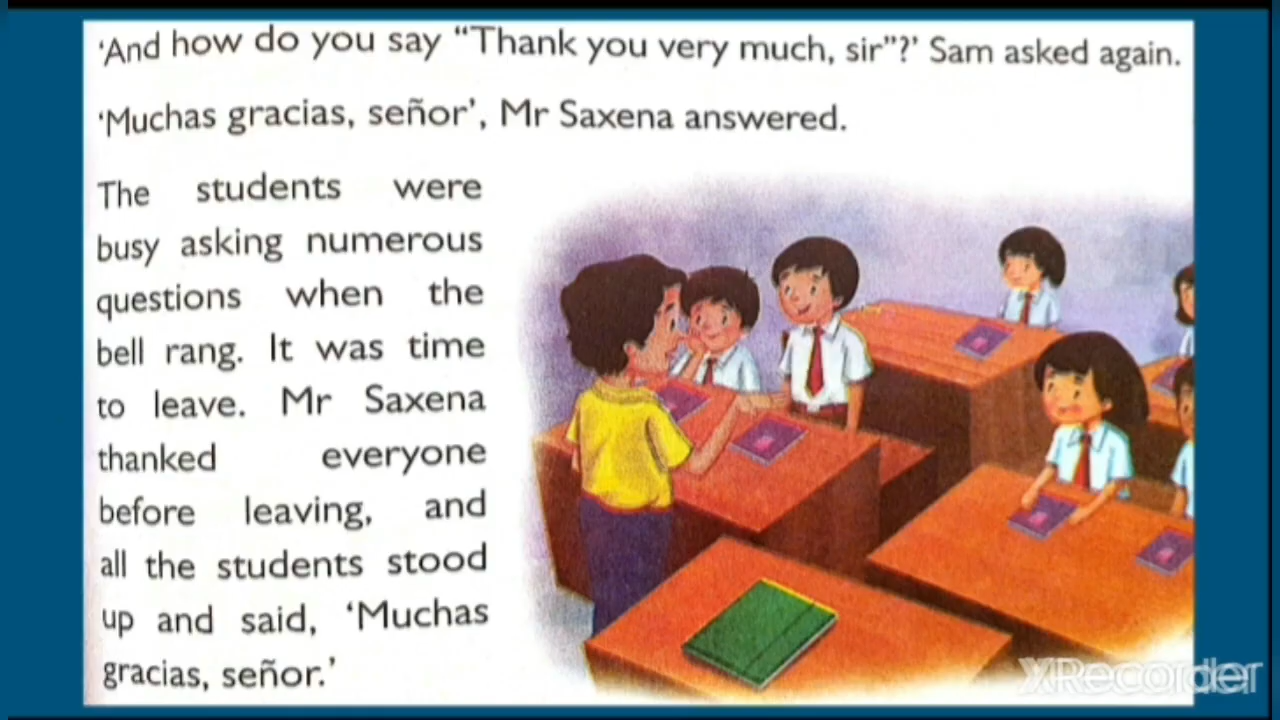 ‘And how do you say “Thank you very much, sir”?’ Sam asked again.
‘Muchas gracias, señor’, Mr Saxena answered.
The students were
busy asking numerous
questions when the
bell rang. It was time
to leave. Mr Saxena
thanked everyone
before leaving, and
all the students stood
up and said, ‘Muchas
gracias, señor.’
XRecorder